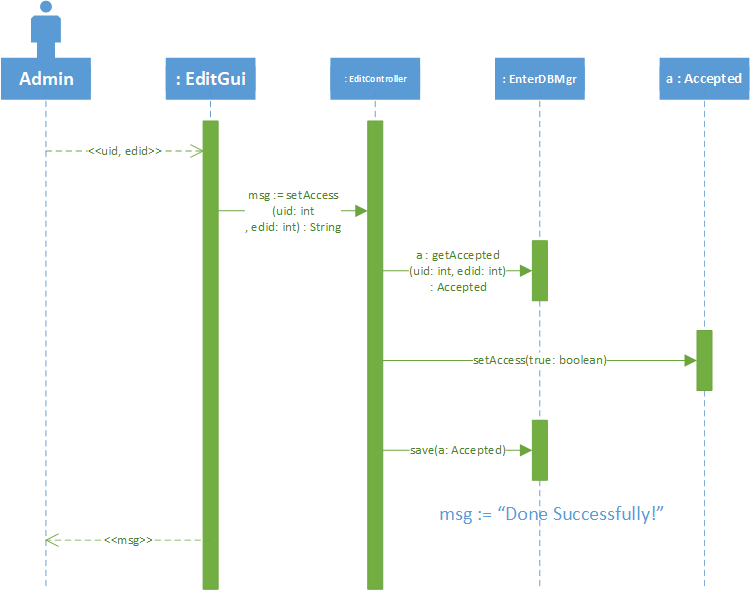 Admin
: EditGui
: EditController
: EnterDBMgr
a : Accepted
<<uid, edid>>
msg := setAccess
(uid: int
, edid: int) : String
a : getAccepted
(uid: int, edid: int)
: Accepted
setAccess(true: boolean)
save(a: Accepted)
msg := “Done Successfully!”
<<msg>>